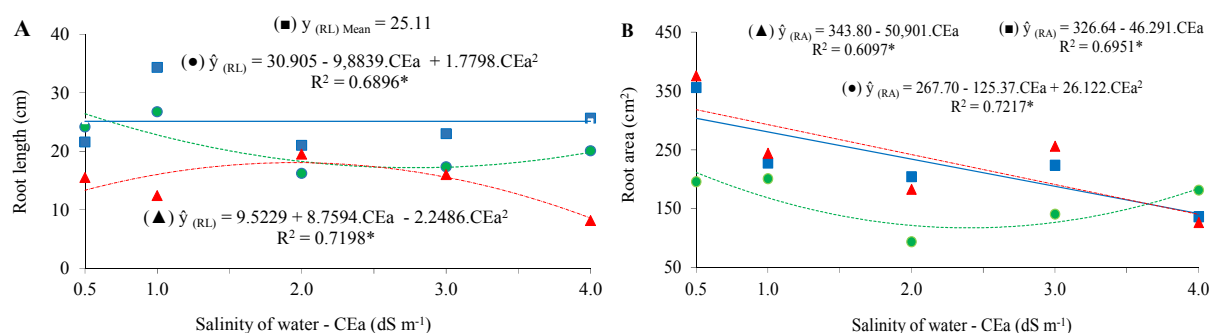 A
(■) y (RL) Mean = 25.11
(●) ŷ (RL) = 30.905 - 9,8839.CEa + 1.7798.CEa²
R² = 0.6896*
(▲) ŷ (RL) = 9.5229 + 8.7594.CEa - 2.2486.CEa²
R² = 0.7198*
Root length (cm)
40
30
20
10
0
0.5 1.0 2.0 3.0 4.0
Salinity of water - CEa (dS m⁻¹)
B
(▲) ŷ (RA) = 343.80 - 50,901.CEa
R² = 0.6097*
(■) ŷ (RA) = 326.64 - 46.291.CEa
R² = 0.6951*
(●) ŷ (RA) = 267.70 - 125.37.CEa + 26.122.CEa²
R² = 0.7217*
Root area (cm²)
450
350
250
150
50
0.5 1.0 2.0 3.0 4.0
Salinity of water - CEa (dS m⁻¹)